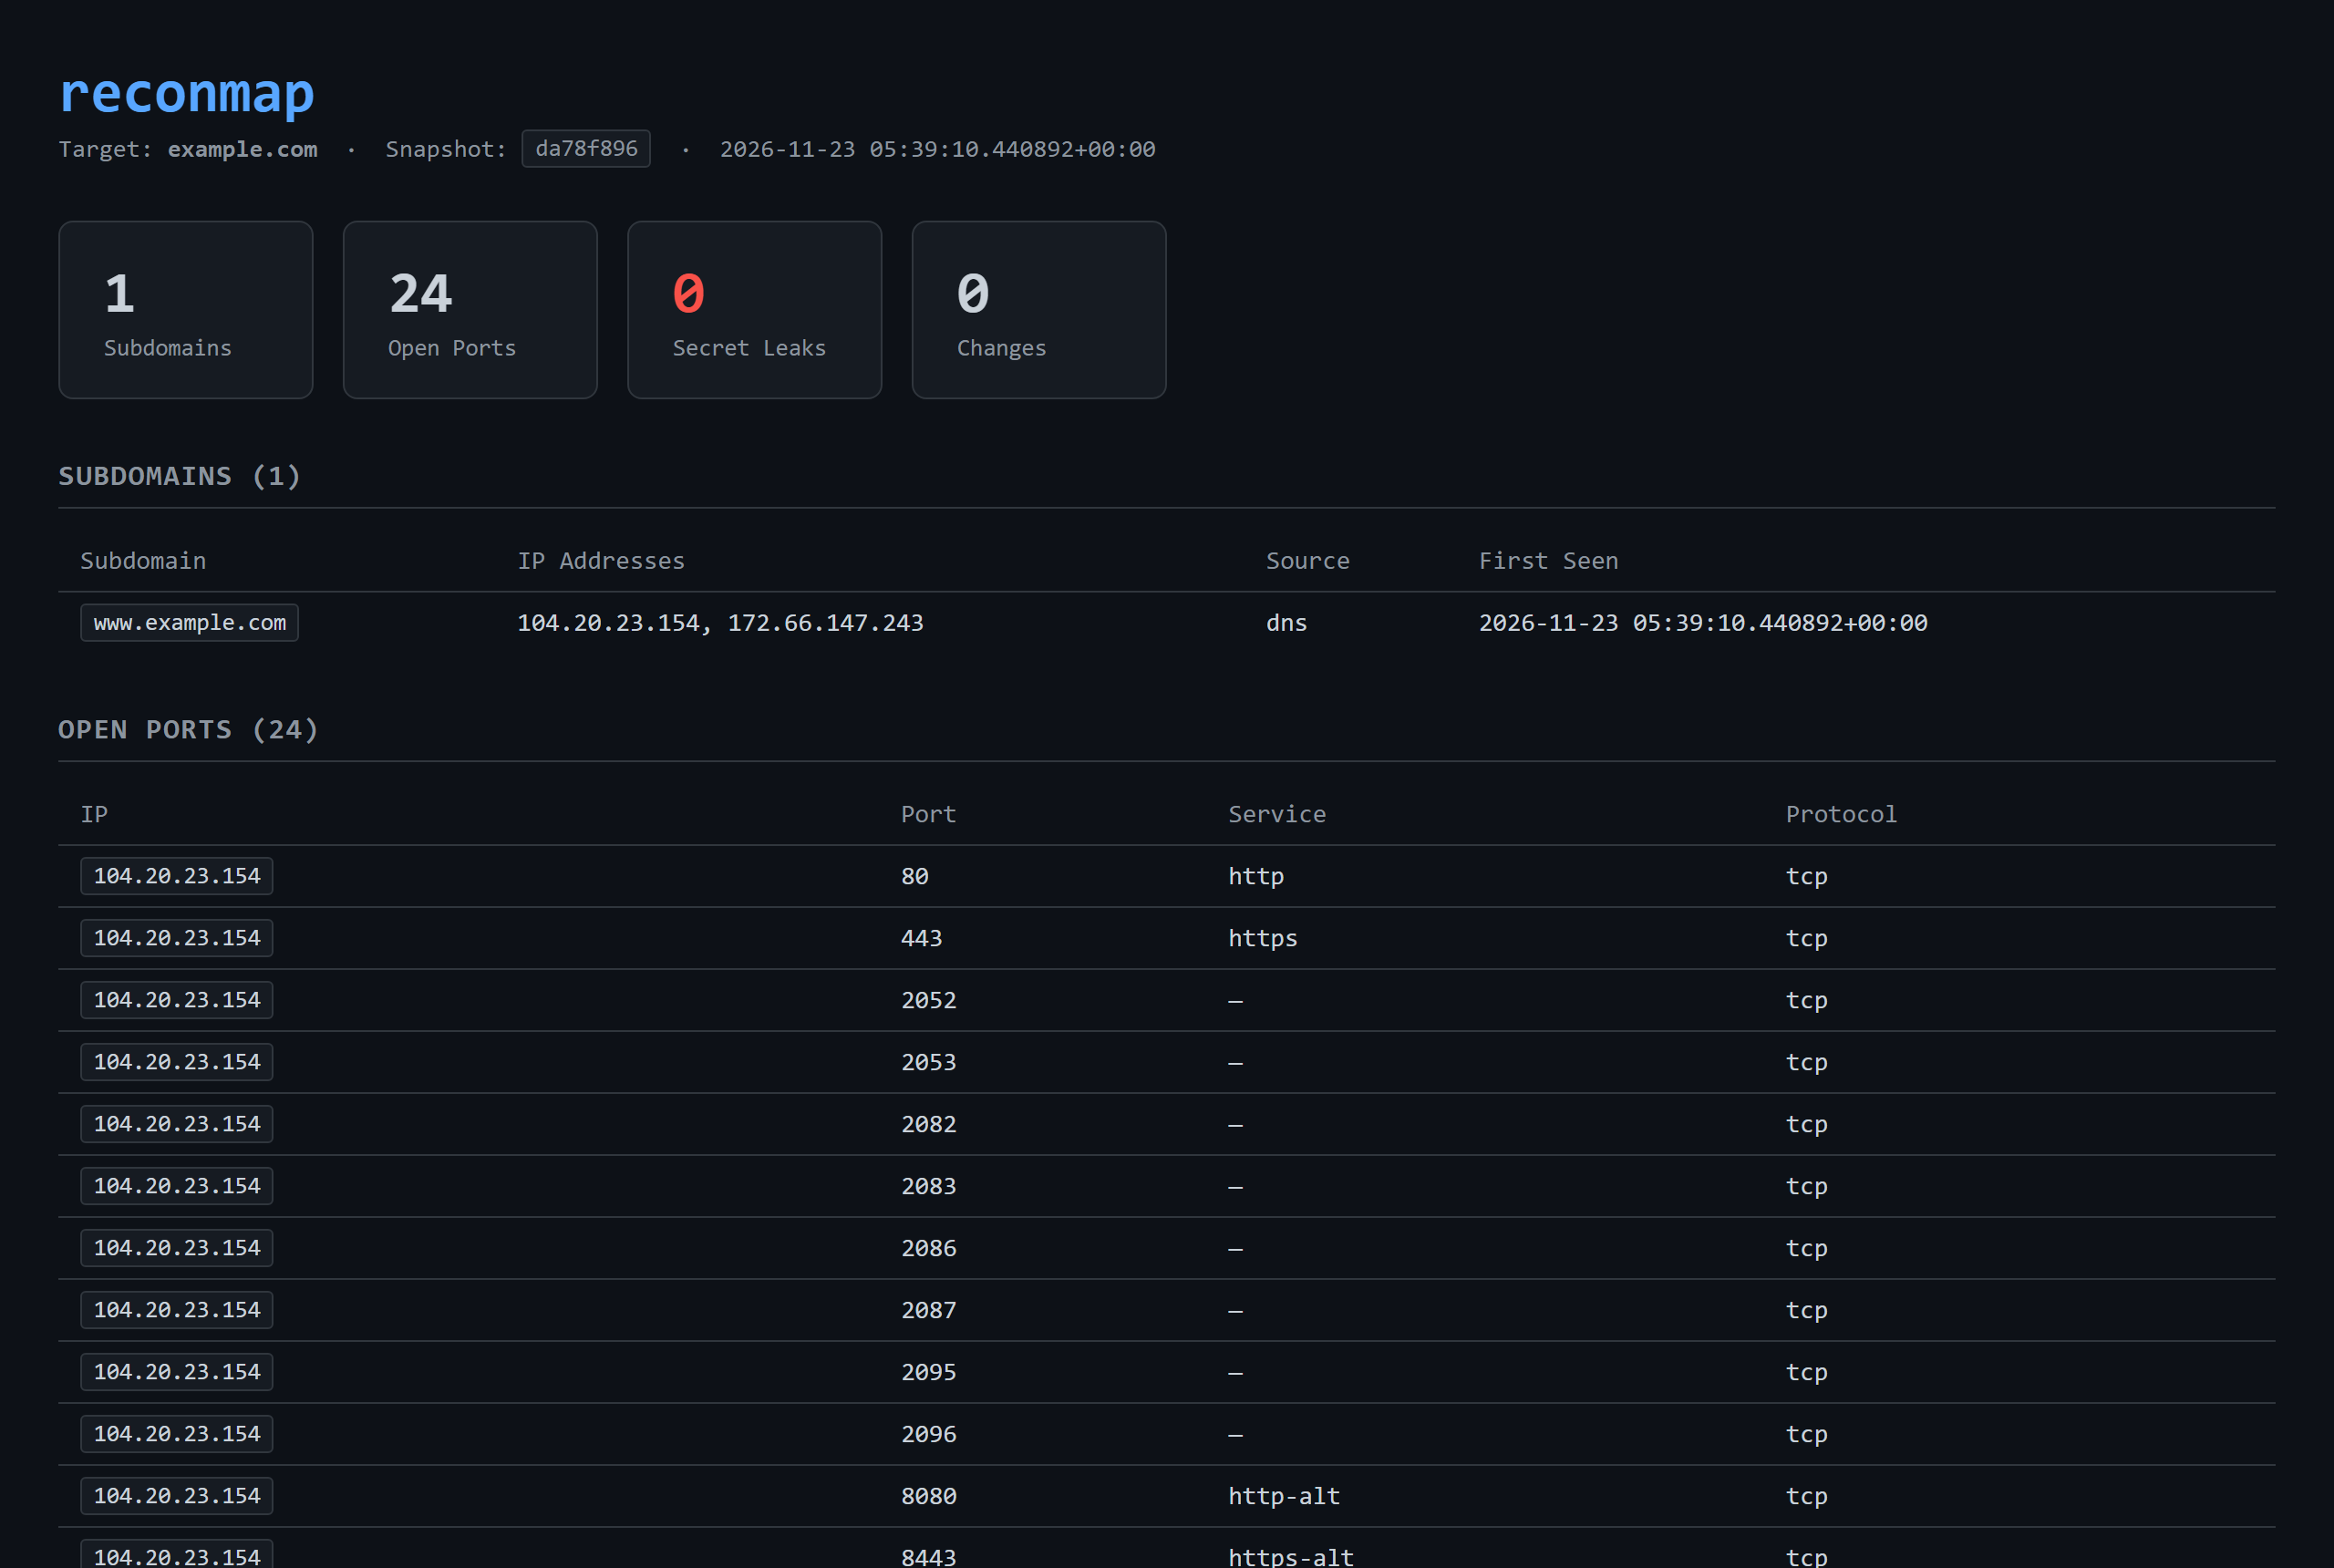 reconmap
Target: example.com · Snapshot: da78f896 · 2026-11-23 05:39:10.440892+00:00
1 24 0 0
Subdomains Open Ports Secret Leaks Changes
SUBDOMAINS (1)
Subdomain IP Addresses Source First Seen
www.example.com 104.20.23.154, 172.66.147.243 dns 2026-11-23 05:39:10.440892+00:00
OPEN PORTS (24)
IP Port Service Protocol
104.20.23.154 80 http tcp
104.20.23.154 443 https tcp
104.20.23.154 2052 — tcp
104.20.23.154 2053 — tcp
104.20.23.154 2082 — tcp
104.20.23.154 2083 — tcp
104.20.23.154 2086 — tcp
104.20.23.154 2087 — tcp
104.20.23.154 2095 — tcp
104.20.23.154 2096 — tcp
104.20.23.154 8080 http-alt tcp
104.20.23.154 8443 https-alt tcp